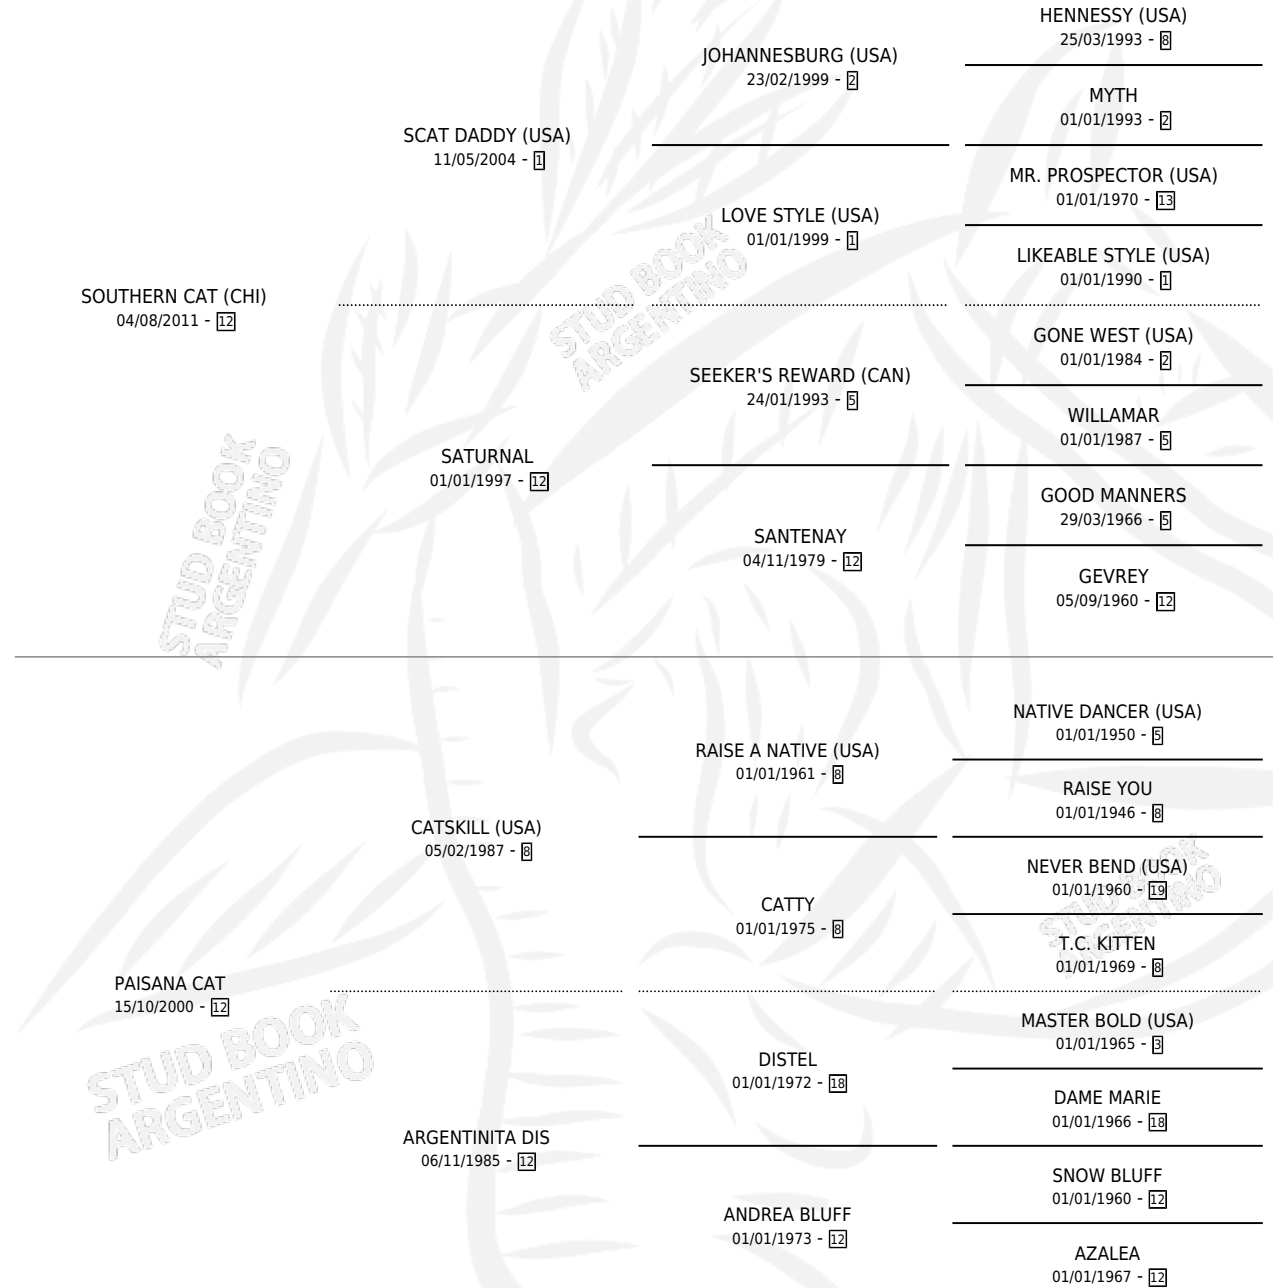 HENNESSY (USA)
25/03/1993 - 8
JOHANNESBURG (USA)
23/02/1999 - 2
MYTH
01/01/1993 - 2
SCAT DADDY (USA)
11/05/2004 - 1
MR. PROSPECTOR (USA)
01/01/1970 - 13
LOVE STYLE (USA)
01/01/1999 - 1
LIKEABLE STYLE (USA)
01/01/1990 - 1
SOUTHERN CAT (CHI)
04/08/2011 - 12
GONE WEST (USA)
01/01/1984 - 2
SEEKER'S REWARD (CAN)
24/01/1993 - 5
WILLAMAR
01/01/1987 - 5
SATURNAL
01/01/1997 - 12
GOOD MANNERS
29/03/1966 - 5
SANTENAY
04/11/1979 - 12
GEVREY
05/09/1960 - 12
NATIVE DANCER (USA)
01/01/1950 - 5
RAISE A NATIVE (USA)
01/01/1961 - 8
RAISE YOU
01/01/1946 - 8
CATSKILL (USA)
05/02/1987 - 8
NEVER BEND (USA)
01/01/1960 - 19
CATTY
01/01/1975 - 8
T.C. KITTEN
01/01/1969 - 8
PAISANA CAT
15/10/2000 - 12
MASTER BOLD (USA)
01/01/1965 - 3
DISTEL
01/01/1972 - 18
DAME MARIE
01/01/1966 - 18
ARGENTINITA DIS
06/11/1985 - 12
SNOW BLUFF
01/01/1960 - 12
ANDREA BLUFF
01/01/1973 - 12
AZALEA
01/01/1967 - 12
STUD BOOK
ARGENTINO
STUD BOOK
ARGENTINO
STUD BOOK
ARGENTINO
STUD BOOK
ARGENTINO